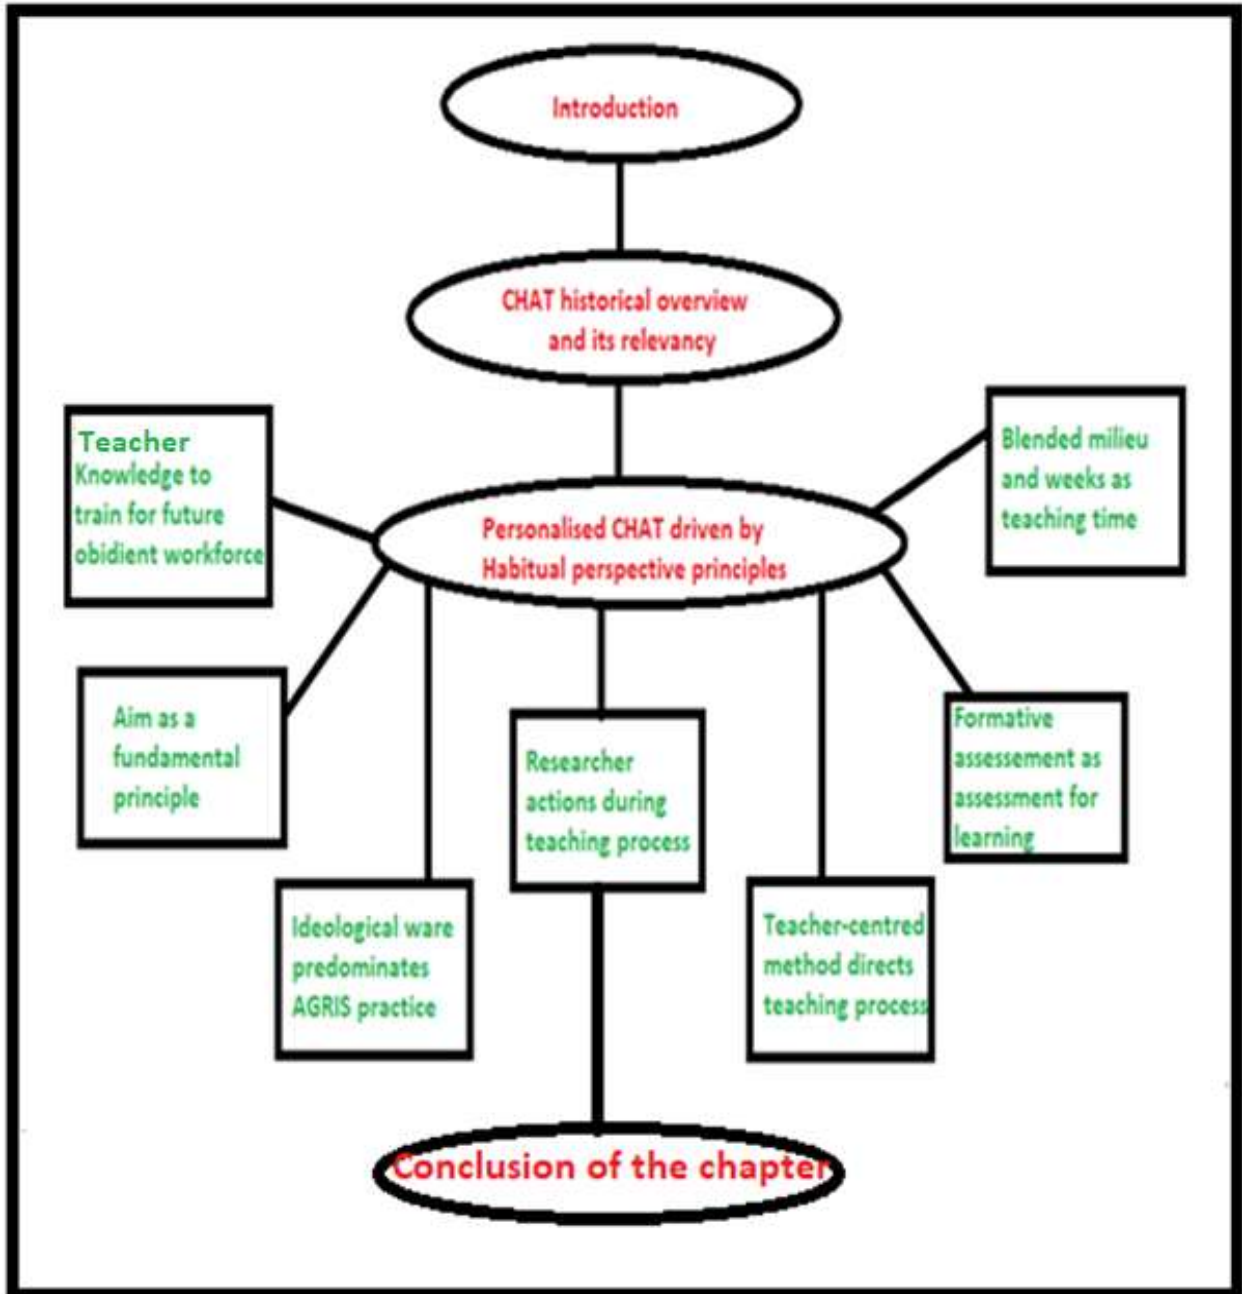 Introduction
CHAT historical overview
and its relevancy
Teacher
Knowledge to
train for future
obidient workforce
Blended milieu
and weeks as
teaching time
Personalised CHAT driven by
Habitual perspective principles
Aim as a
fundamental
principle
Researcher
actions during
teaching process
Formative
assessement as
assessment for
learning
Ideological ware
predominates
AGRIS practice
Teacher-centred
method directs
teaching process
Conclusion of the chapter